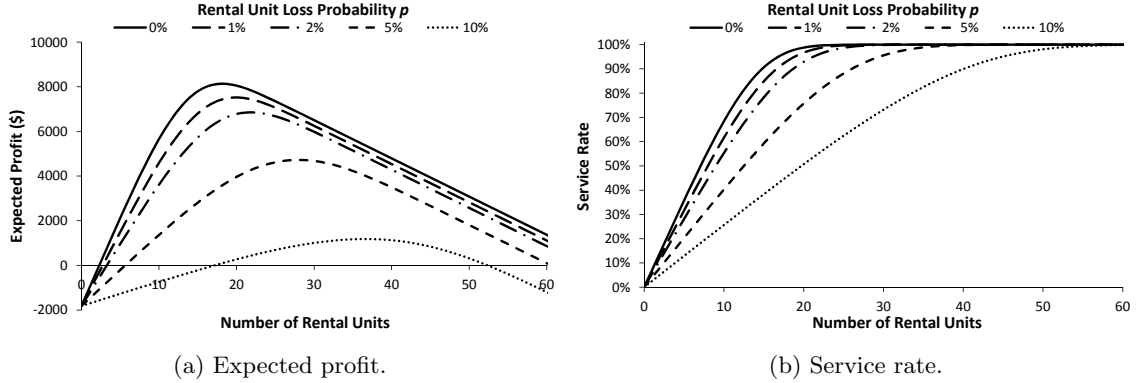 Rental Unit Loss Probability p
0% 1% 2% 5% 10%
10000
8000
6000
4000
2000
0
-2000
Expected Profit ($)
0 10 20 30 40 50 60
Number of Rental Units
(a) Expected profit.
Rental Unit Loss Probability p
0% 1% 2% 5% 10%
100%
90%
80%
70%
60%
50%
40%
30%
20%
10%
0%
Service Rate
0 10 20 30 40 50 60
Number of Rental Units
(b) Service rate.